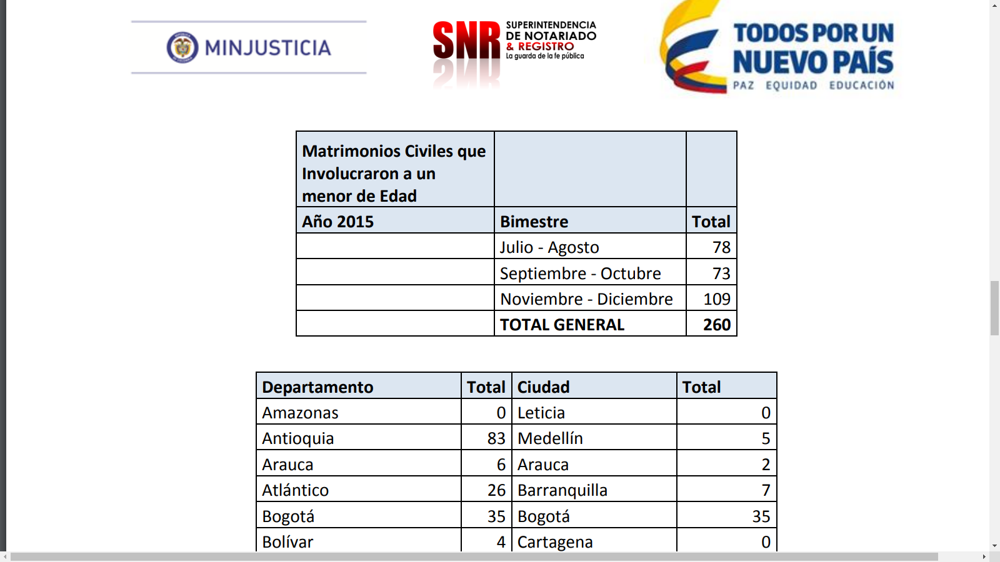 MINJUSTICIA
SNR
SUPERINTENDENCIA
DE NOTARIADO
& REGISTRO
La guarda de la fe pública
TODOS POR UN
NUEVO PAÍS
PAZ EQUIDAD EDUCACIÓN
Matrimonios Civiles que
Involucraron a un
menor de Edad
Año 2015 Bimestre Total
Julio - Agosto 78
Septiembre - Octubre 73
Noviembre - Diciembre 109
TOTAL GENERAL 260
Departamento Total Ciudad Total
Amazonas 0 Leticia 0
Antioquia 83 Medellín 5
Arauca 6 Arauca 2
Atlántico 26 Barranquilla 7
Bogotá 35 Bogotá 35
Bolívar 4 Cartagena 0